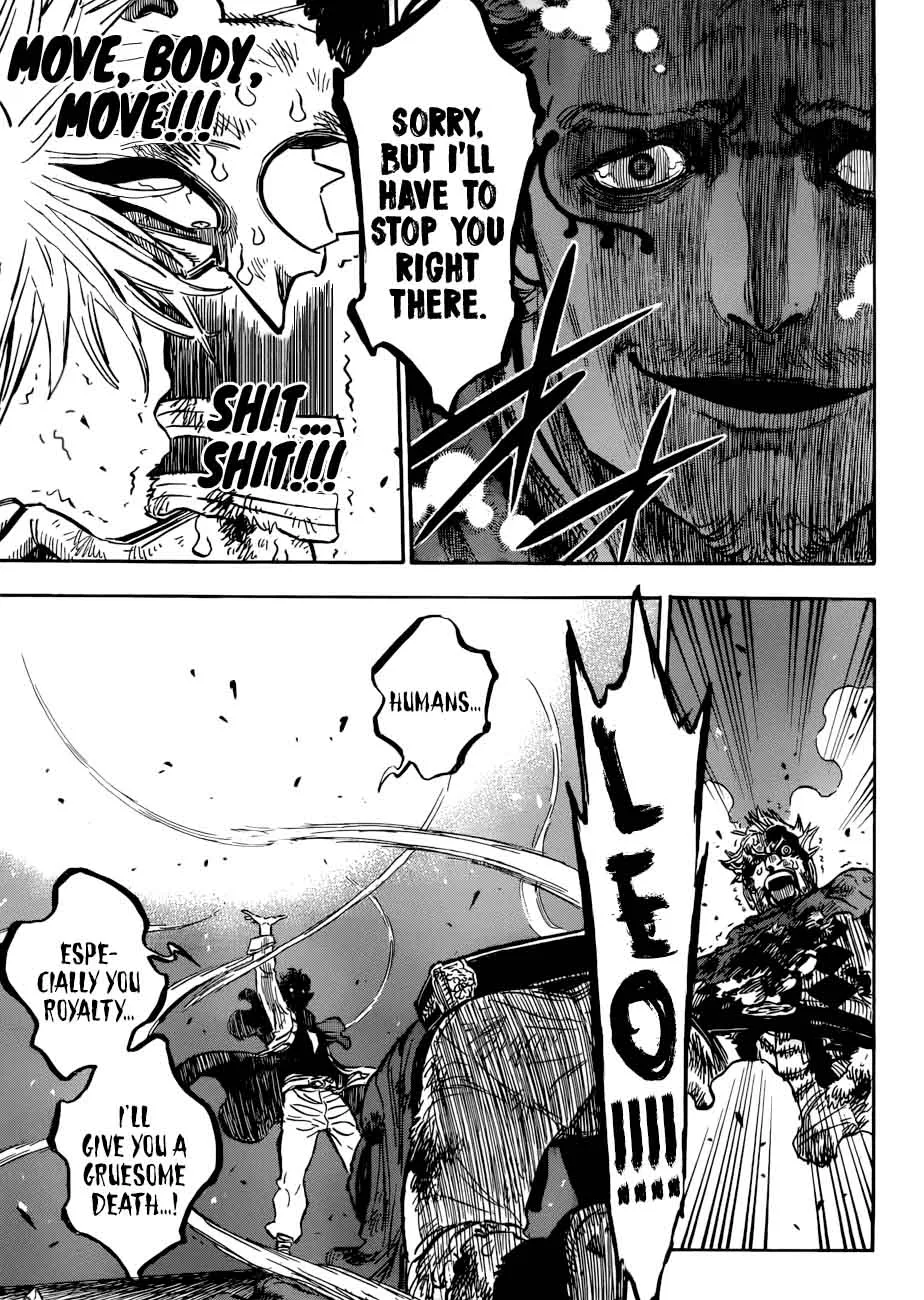 SORRY.
BUT I'LL
HAVE TO
STOP YOU
RIGHT
THERE.
MOVE, BODY,
MOVE!!!
SHIT...
SHIT!!!
LEO!!!!!
HUMANS...
ESPE-
CIALLY YOU
ROYALTY...
I'LL
GIVE YOU A
GRUESOME
DEATH...!